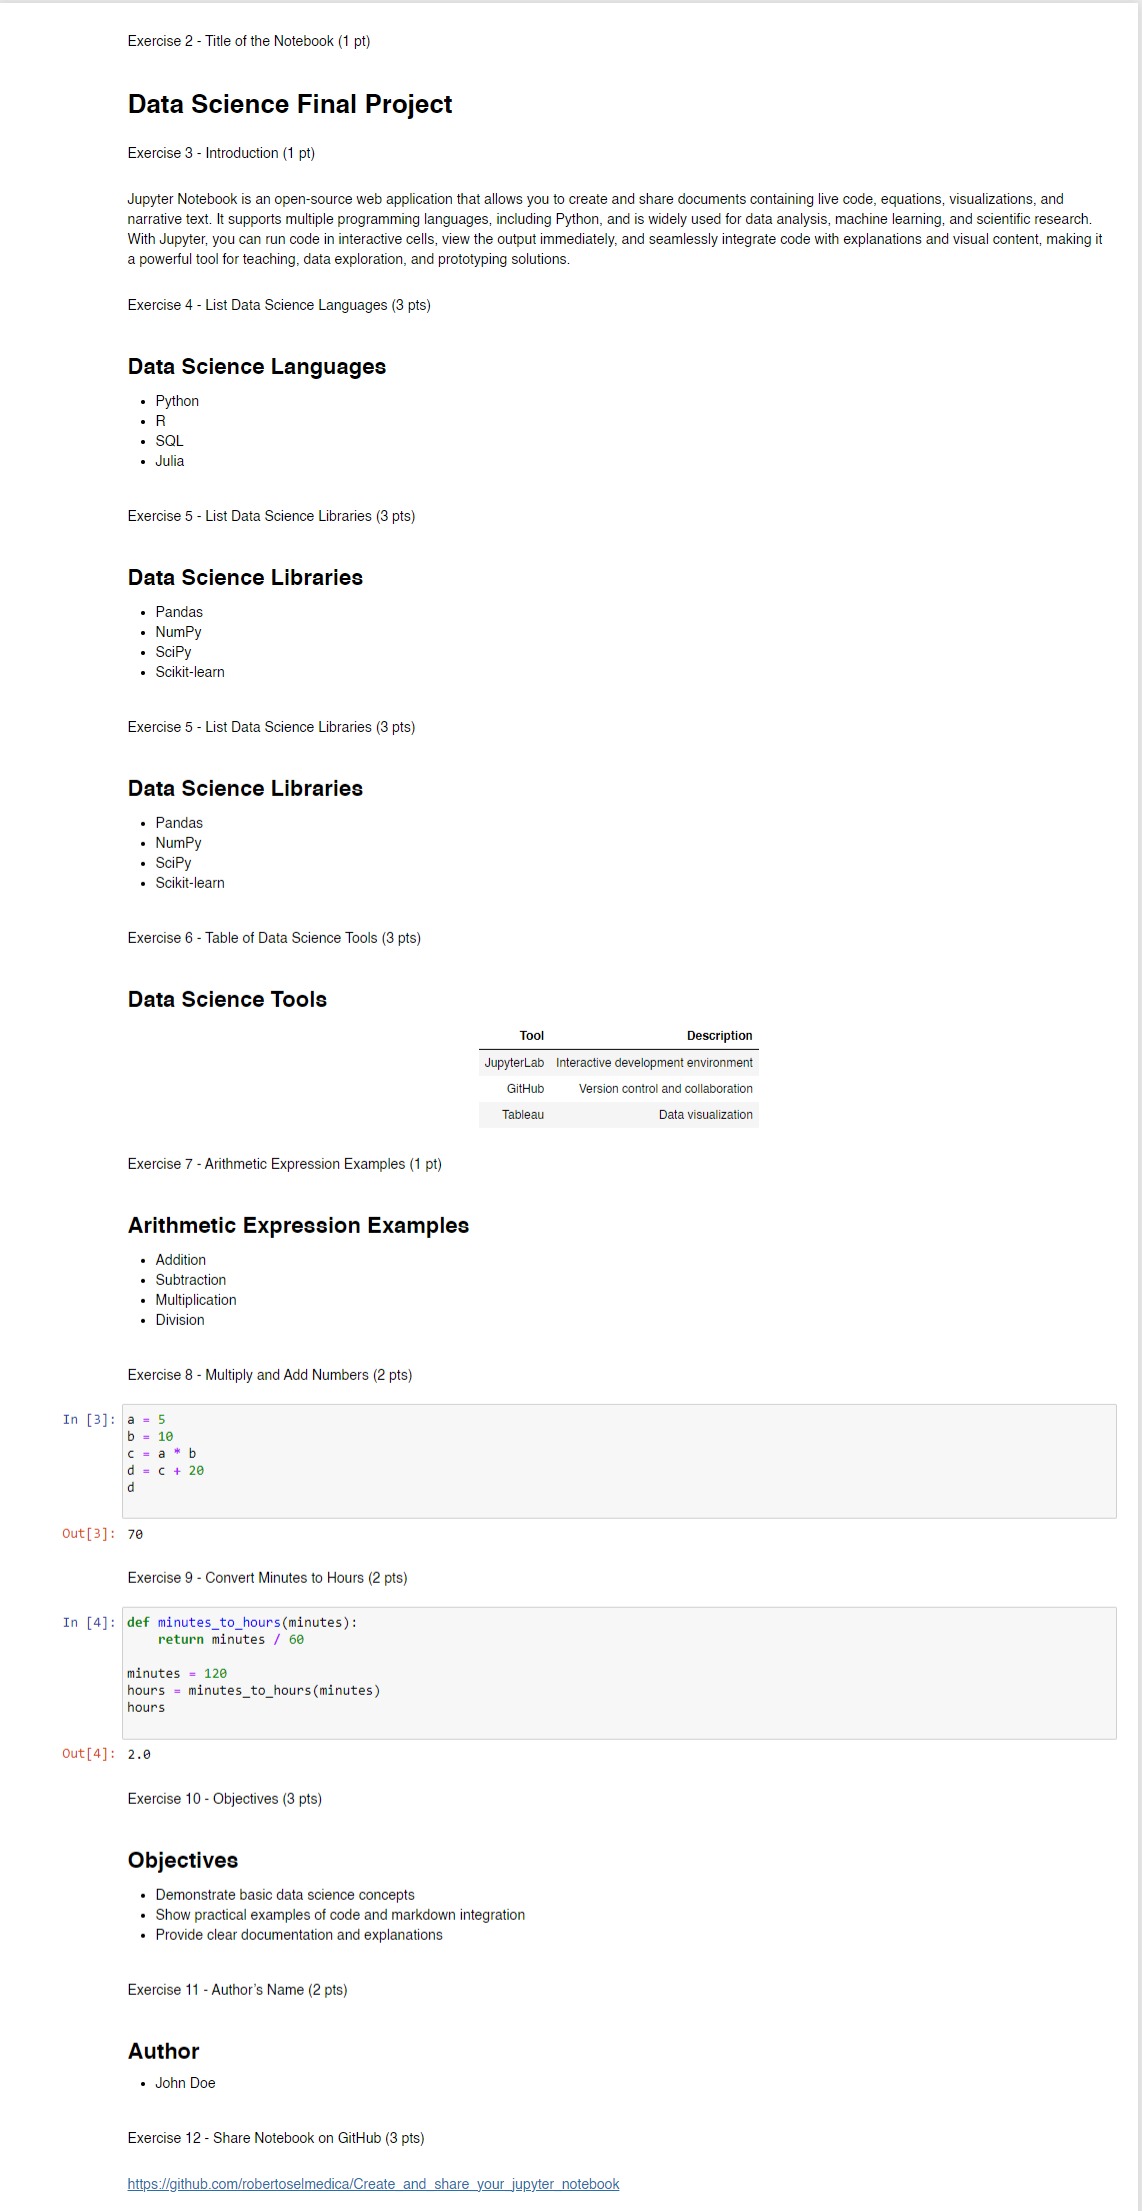 Exercise 2 - Title of the Notebook (1 pt)
Data Science Final Project
Exercise 3 - Introduction (1 pt)
Jupyter Notebook is an open-source web application that allows you to create and share documents containing live code, equations, visualizations, and
narrative text. It supports multiple programming languages, including Python, and is widely used for data analysis, machine learning, and scientific research.
With Jupyter, you can run code in interactive cells, view the output immediately, and seamlessly integrate code with explanations and visual content, making it
a powerful tool for teaching, data exploration, and prototyping solutions.
Exercise 4 - List Data Science Languages (3 pts)
Data Science Languages
• Python
• R
• SQL
• Julia
Exercise 5 - List Data Science Libraries (3 pts)
Data Science Libraries
• Pandas
• NumPy
• SciPy
• Scikit-learn
Exercise 5 - List Data Science Libraries (3 pts)
Data Science Libraries
• Pandas
• NumPy
• SciPy
• Scikit-learn
Exercise 6 - Table of Data Science Tools (3 pts)
Data Science Tools
Tool Description
JupyterLab Interactive development environment
GitHub Version control and collaboration
Tableau Data visualization
Exercise 7 - Arithmetic Expression Examples (1 pt)
Arithmetic Expression Examples
• Addition
• Subtraction
• Multiplication
• Division
Exercise 8 - Multiply and Add Numbers (2 pts)
In [3]: a = 5
b = 10
c = a * b
d = c + 20
d
Out[3]: 70
Exercise 9 - Convert Minutes to Hours (2 pts)
In [4]: def minutes_to_hours(minutes):
    return minutes / 60
minutes = 120
hours = minutes_to_hours(minutes)
hours
Out[4]: 2.0
Exercise 10 - Objectives (3 pts)
Objectives
• Demonstrate basic data science concepts
• Show practical examples of code and markdown integration
• Provide clear documentation and explanations
Exercise 11 - Author’s Name (2 pts)
Author
• John Doe
Exercise 12 - Share Notebook on GitHub (3 pts)
https://github.com/robertoselmedica/Create_and_share_your_jupyter_notebook